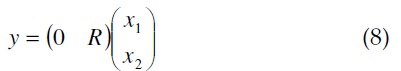 y = (0 R)(x₁
x₂) (8)